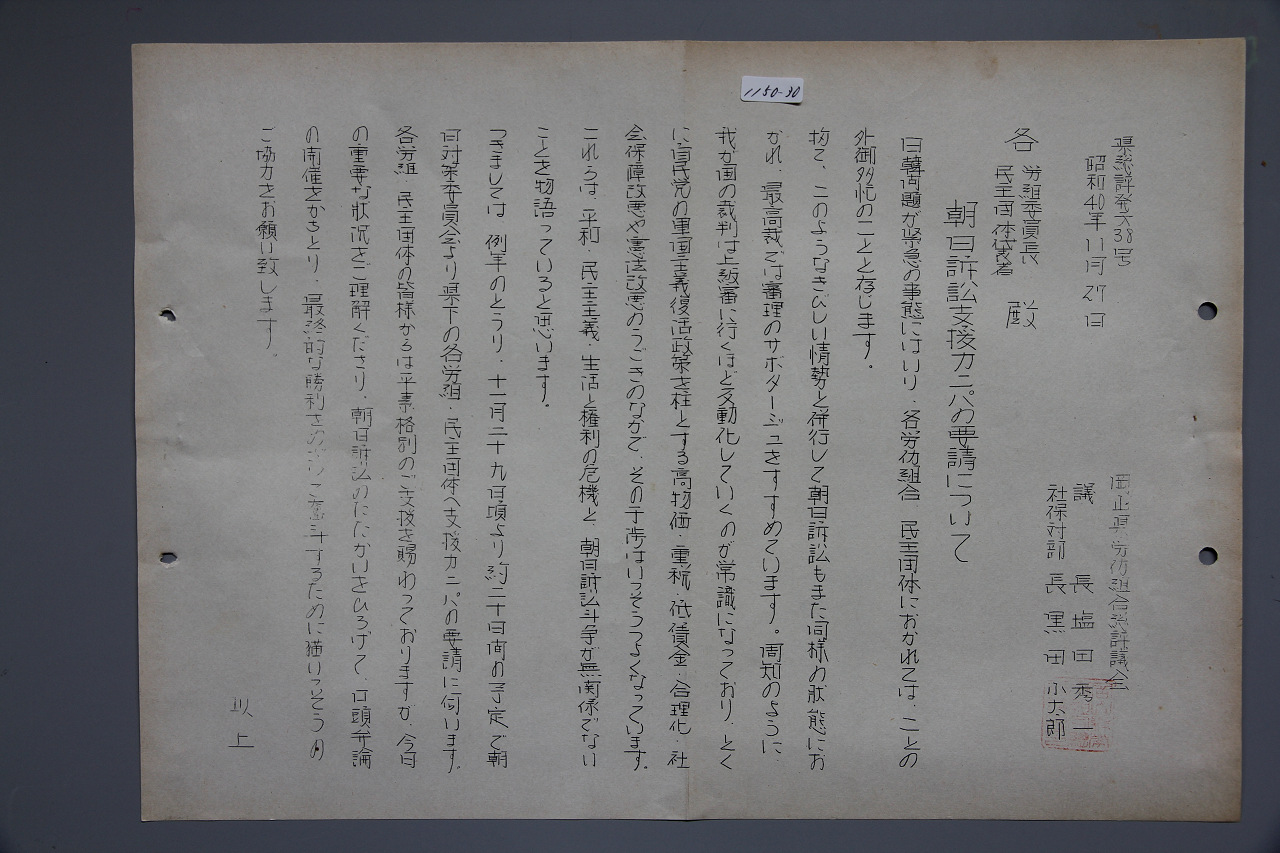 1150-30
県総評発六38号
昭和40年11月27日
岡山県労仂組合総評議会
議長 塩田秀一
社保対部長 黒田小太郎
各 労組委員長
民主団体代表者 殿
朝日訴訟支援カンパの要請について
日韓問題が緊急の事態にはいり、各労仂組合、民主団体におかれては、ことの
外御多忙のことと存じます。
扨て、このようなきびしい情勢と併行して朝日訴訟もまた同様の状態にお
かれ、最高裁では審理のサボタージュをすすめています。周知のように
我が国の裁判は上級審に行くほど反動化していくのが常識になっており、とく
に自民党の軍国主義復活政策を柱とする高物価・重税・低賃金・合理化・社
会保障改悪や憲法改悪のうごきのなかで、その干渉はいっそうつよくなっています。
これらは、平和、民主主義・生活と権利の危機と、朝日訴訟斗争が無関係でない
ことを物語っていると思います。
つきましては、例年のとうり、十一月二十九日頃より約二十日間の予定で朝
日対策委員会より県下の各労組・民主団体へ支援カンパの要請に伺います。
各労組、民主団体の皆様からは平素格別のご支援を賜わっておりますが、今日
の重要な状況をご理解くださり、朝日訴訟のたたかいをひろげて、口頭弁論
の開催をかちとり、最終的な勝利をめざしご奮斗するために猶いっそうの
ご協力をお願い致します。
以上